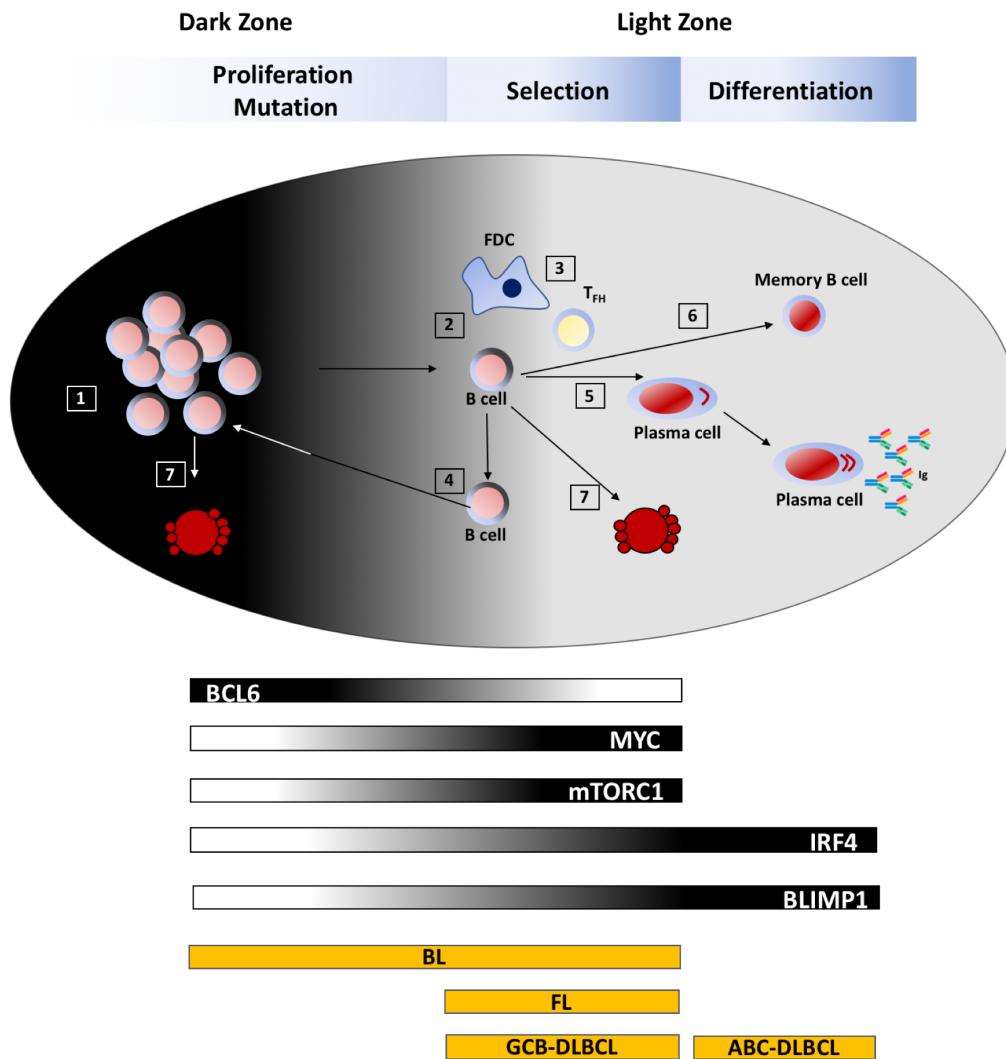 Dark Zone
Light Zone
Proliferation
Mutation
Selection
Differentiation
FDC
3
T_FH
Memory B cell
2
6
B cell
1
5
Plasma cell
7
4
7
Plasma cell
Ig
B cell
BCL6
MYC
mTORC1
IRF4
BLIMP1
BL
FL
GCB-DLBCL
ABC-DLBCL